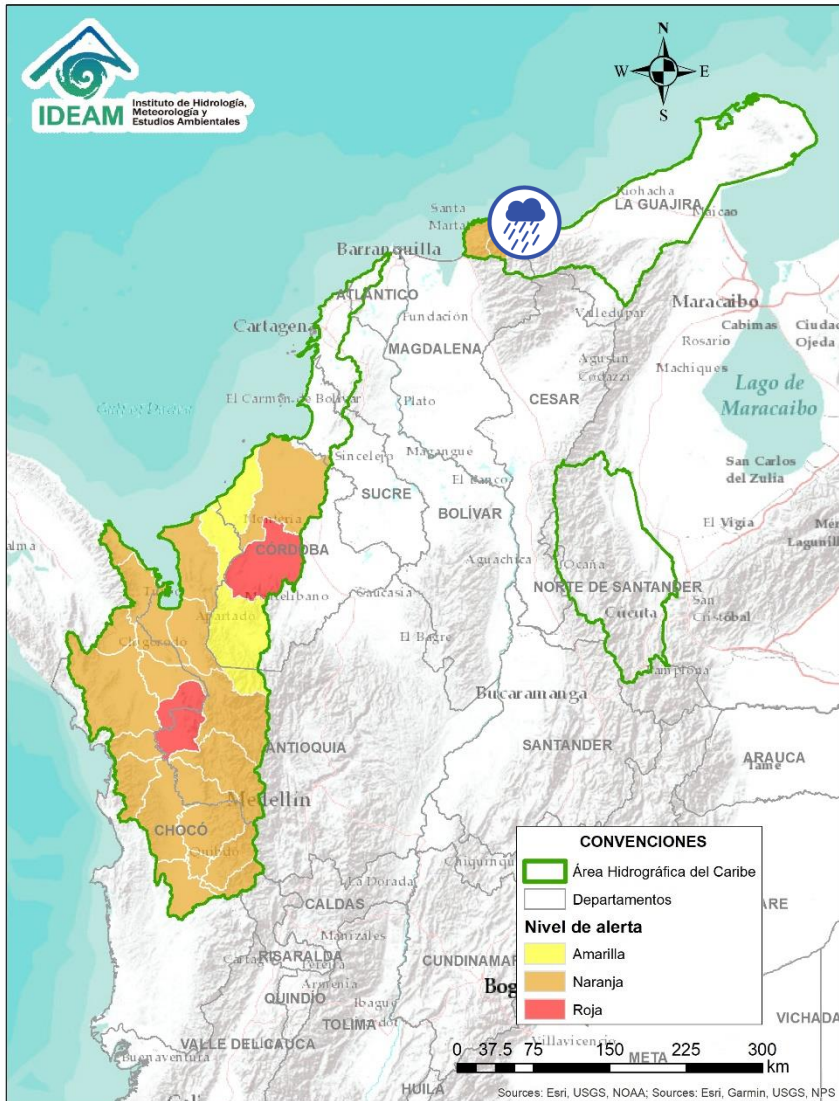 IDEAM
Instituto de Hidrología,
Meteorología y
Estudios Ambientales
N
W
E
S
Riohacha
LA GUAJIRA
Maicao
Santa
Marta
Barranquilla
ATLÁNTICO
Maracaibo
Cartagena
Fundación
Valledupar
Cabimas
Ciudad
Ojeda
Rosario
MAGDALENA
Machiques
Agustín
Codazzi
Lago de
Maracaibo
El Carmen de Bolívar
Plato
CESAR
Sincelejo
Magangué
San Carlos
del Zulia
El Banco
SUCRE
BOLÍVAR
Montería
El Vigía
CÓRDOBA
Aguachica
Ocaña
NORTE DE SANTANDER
Caucasia
Cúcuta
San
Cristóbal
Apartadó
El Bagre
Pamplona
Bucaramanga
ANTIOQUIA
SANTANDER
ARAUCA
Tame
Medellín
CHOCÓ
Quibdó
La Dorada
CALDAS
Manizales
RISARALDA
Pereira
Armenia
QUINDÍO
Ibagué
TOLIMA
CUNDINAMAR
Bog
VICHADA
VALLE DEL CAUCA
Buenaventura
Villavicencio
META
HUILA
CONVENCIONES
Área Hidrográfica del Caribe
Departamentos
Nivel de alerta
Amarilla
Naranja
Roja
0 37.5 75 150 225 300
km
Sources: Esri, USGS, NOAA; Sources: Esri, Garmin, USGS, NPS